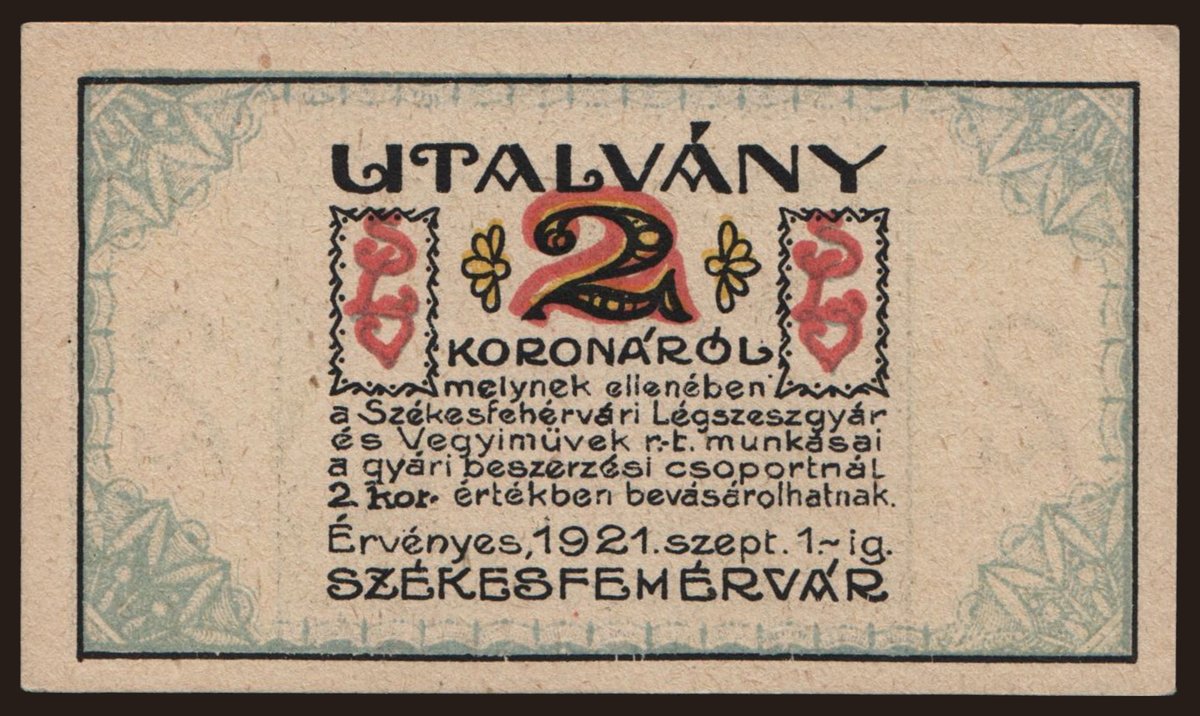 UTALVÁNY
2
KORONÁRÓL
melynek ellenében
a Székesfehérvári Légszeszgyár
és Vegyimüvek r.-t. munkásai
a gyári beszerzési csoportnál
2 kor. értékben bevásárolhatnak.
Érvényes, 1921. szept. 1.-ig.
SZÉKESFEHÉRVÁR